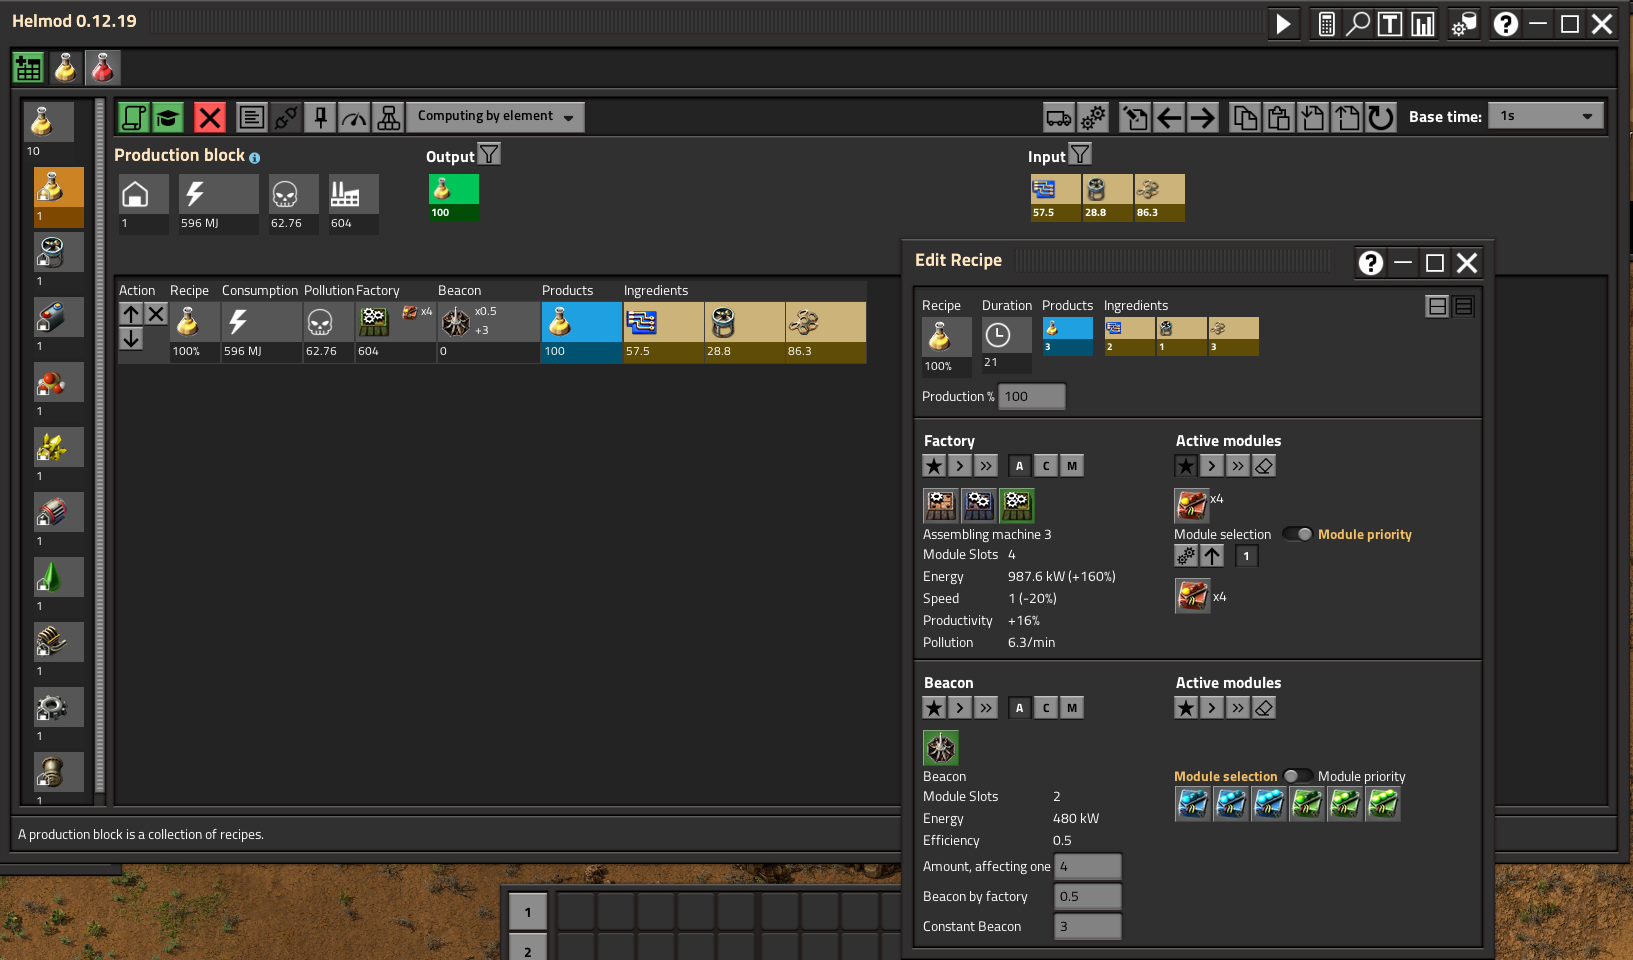 Helmod 0.12.19
T
?
10
1
1
1
1
1
1
1
1
1
1
Computing by element
Base time:
1s
Production block
Output
Input
1
596 MJ
62.76
604
100
57.5
28.8
86.3
Action
Recipe
Consumption
Pollution
Factory
Beacon
Products
Ingredients
x4
x0.5
+3
100%
596 MJ
62.76
604
0
100
57.5
28.8
86.3
A production block is a collection of recipes.
Edit Recipe
?
Recipe
Duration
Products
Ingredients
100%
21
3
2
1
3
Production %
100
Factory
A
C
M
Assembling machine 3
Module Slots 4
Energy 987.6 kW (+160%)
Speed 1 (-20%)
Productivity +16%
Pollution 6.3/min
Active modules
x4
Module selection
Module priority
1
x4
Beacon
A
C
M
Beacon
Module Slots 2
Energy 480 kW
Efficiency 0.5
Amount, affecting one 4
Beacon by factory 0.5
Constant Beacon 3
Active modules
Module selection
Module priority
1
2